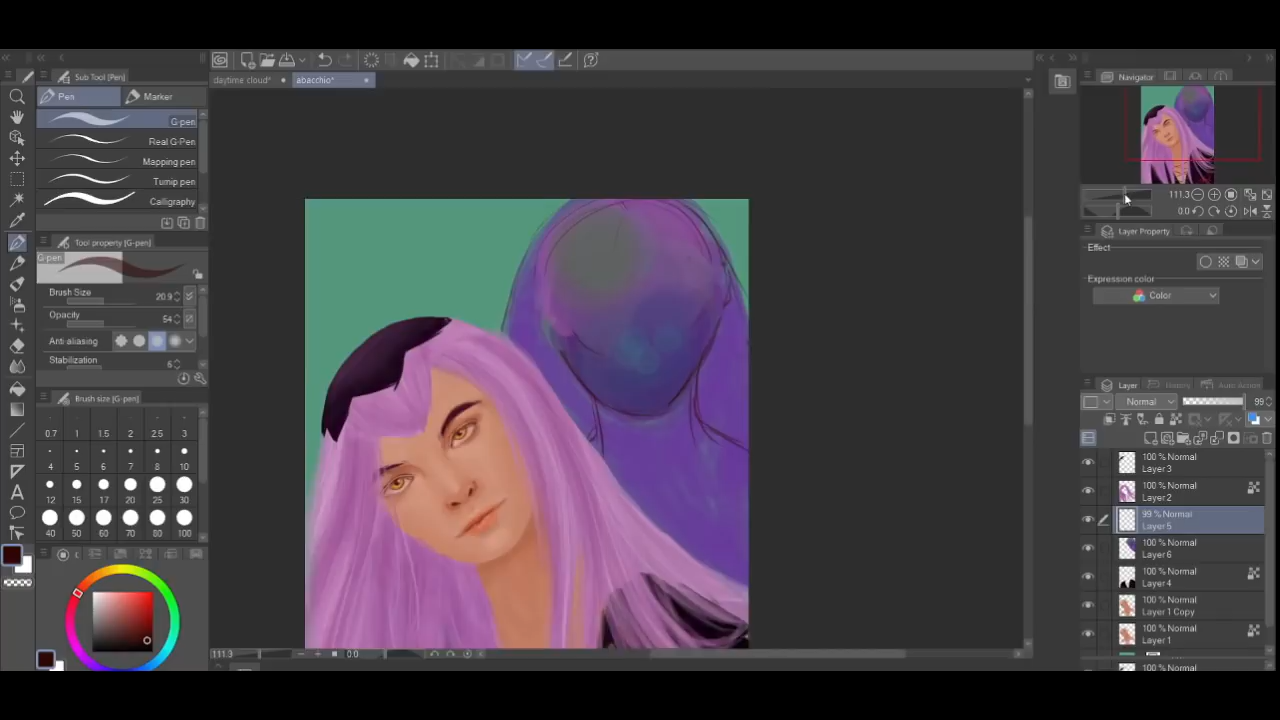 Sub Tool [Pen]
Pen
Marker
G-pen
Real G-Pen
Mapping pen
Turnip pen
Calligraphy
Tool property [G-pen]
G-pen
Brush Size 20.9
Opacity 54
Anti-aliasing
Stabilization 6
Brush size [G-pen]
0.7 1 1.5 2 2.5 3
4 5 6 7 8 10
12 15 20 25 30
40 50 60 70 80 100
daytime cloud*
abacchio*
111.3
0.0
Navigator
111.3
0.0
Layer Property
Effect
Expression color
Color
Layer
History
Auto Action
Normal
99
100 % Normal
Layer 3
100 % Normal
Layer 2
99 % Normal
Layer 5
100 % Normal
Layer 6
100 % Normal
Layer 4
100 % Normal
Layer 1 Copy
100 % Normal
Layer 1
100 % Normal